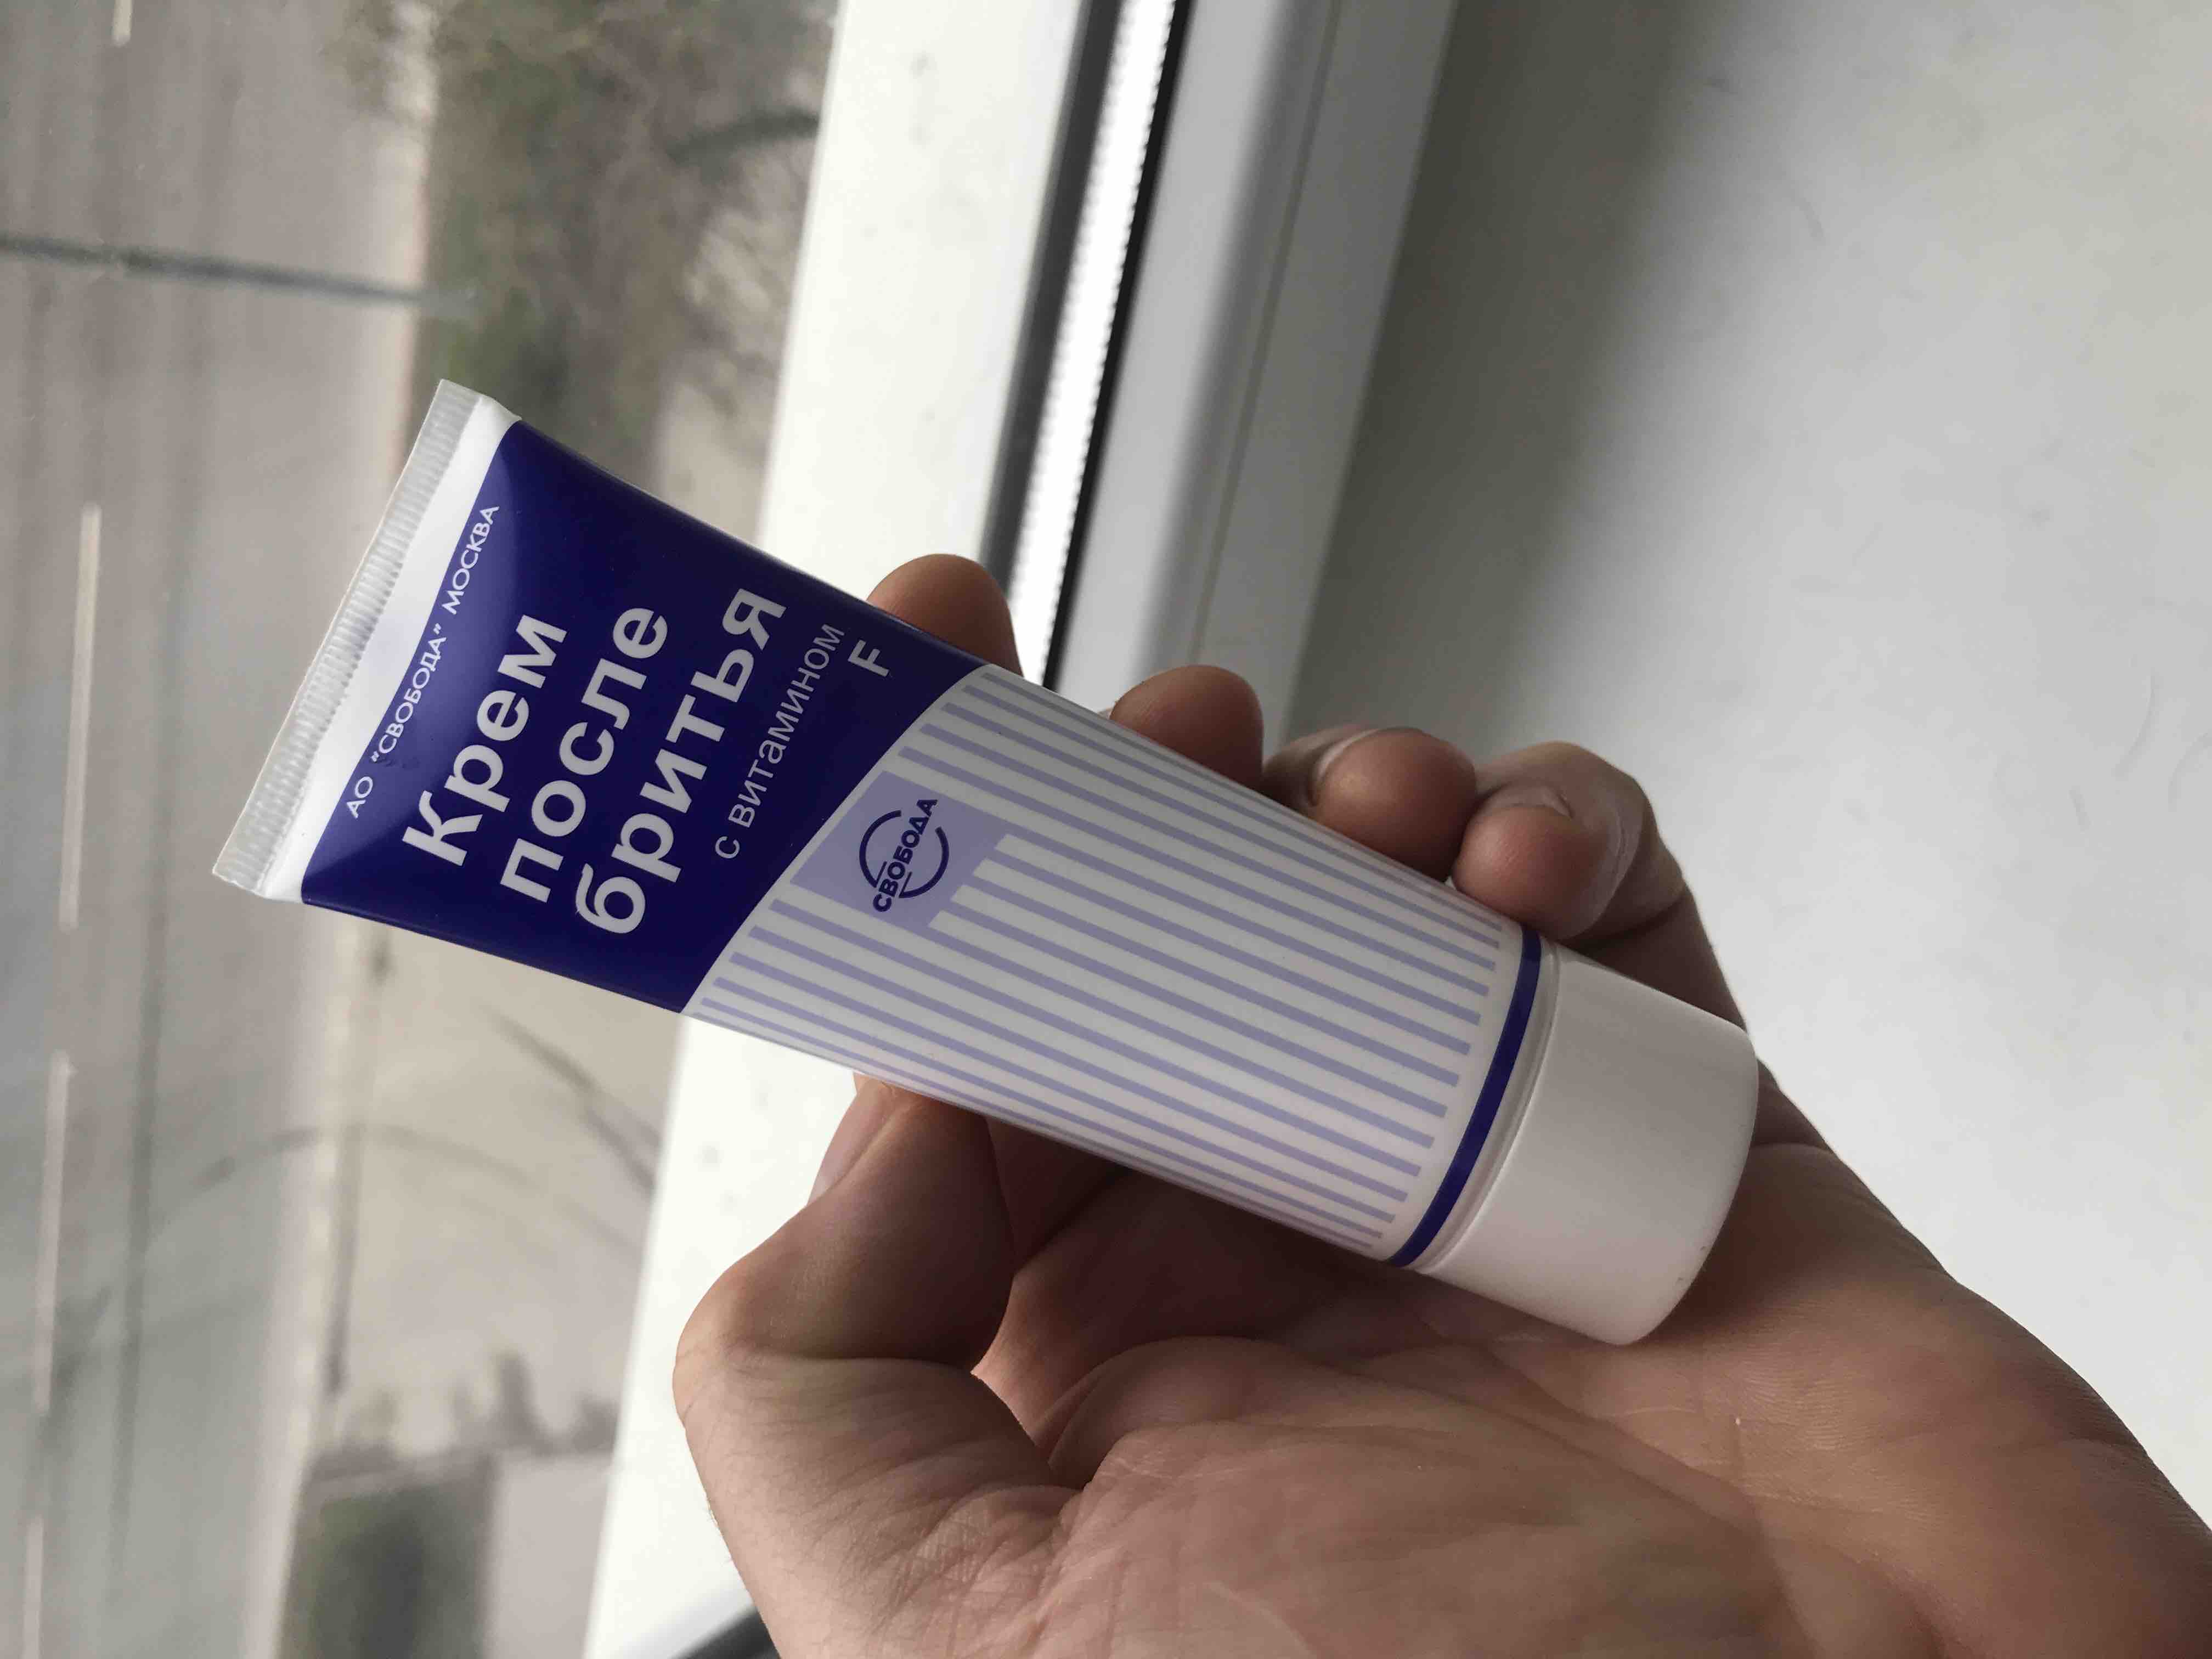 АО "СВОБОДА" МОСКВА
Крем
после
бритья
с витамином
F
СВОБОДА